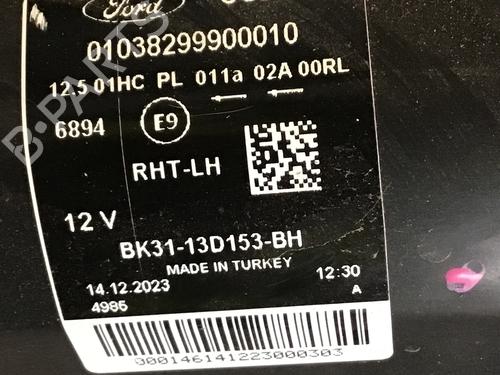 Ford
01038299900010
12.5 01HC PL 011a 02A 00RL
6894 E9
RHT-LH
12 V
BK31-13D153-BH
MADE IN TURKEY
14.12.2023 12:30
4985 A
000146141223000303
B-PARTS